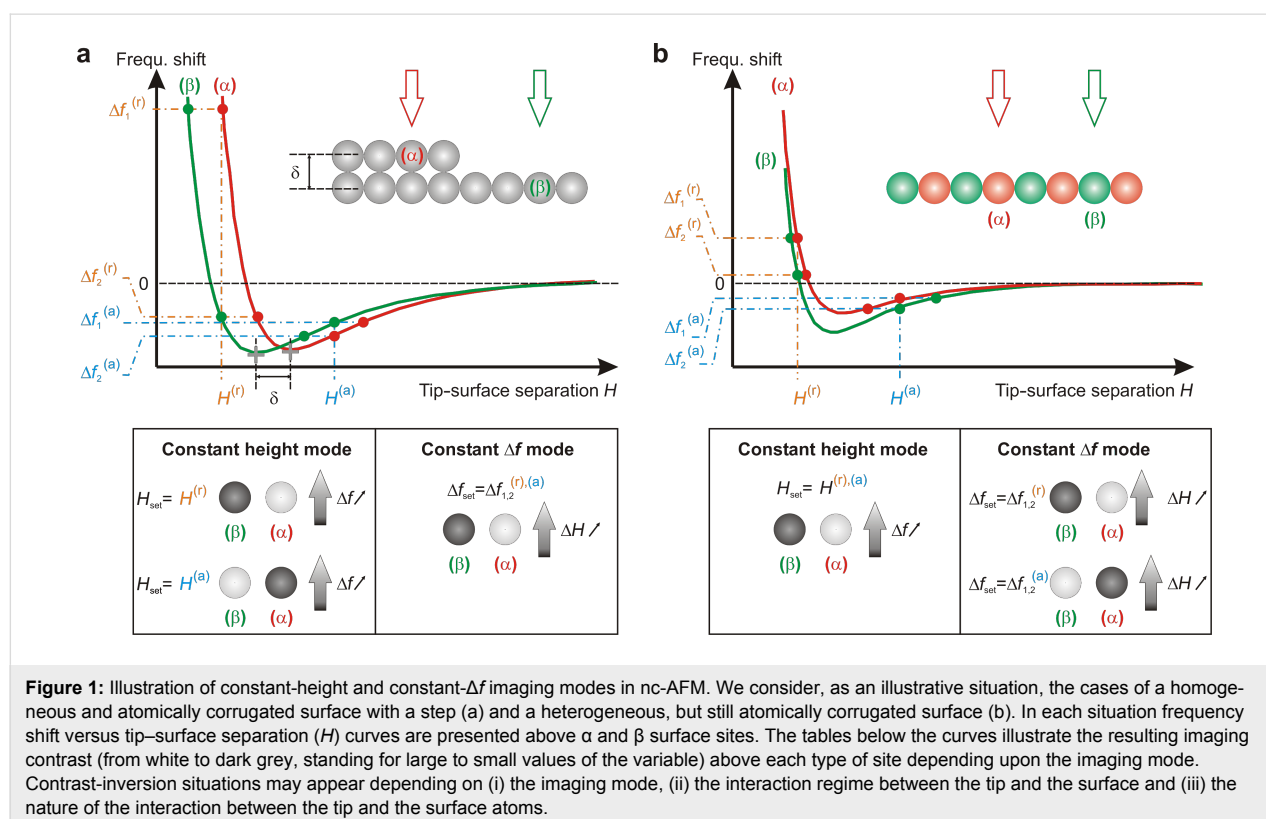 a
Frequ. shift
(β) (α)
Δf₁⁽ʳ⁾
(α)
δ
(β)
Δf₂⁽ʳ⁾
0
Δf₁⁽ᵃ⁾
Δf₂⁽ᵃ⁾
H⁽ʳ⁾ δ H⁽ᵃ⁾ Tip-surface separation H
Constant height mode
Hset= H⁽ʳ⁾ Δf↗
(β) (α)
Hset= H⁽ᵃ⁾ Δf↗
(β) (α)
Constant Δf mode
Δfset=Δf₁,₂⁽ʳ⁾,⁽ᵃ⁾
ΔH↗
(β) (α)
b
Frequ. shift
(α)
(β)
Δf₁⁽ʳ⁾
Δf₂⁽ʳ⁾
(α) (β)
0
Δf₁⁽ᵃ⁾
Δf₂⁽ᵃ⁾
H⁽ʳ⁾ H⁽ᵃ⁾ Tip-surface separation H
Constant height mode
Hset= H⁽ʳ⁾,⁽ᵃ⁾
Δf↗
(β) (α)
Constant Δf mode
Δfset=Δf₁,₂⁽ʳ⁾ ΔH↗
(β) (α)
Δfset=Δf₁,₂⁽ᵃ⁾ ΔH↗
(β) (α)
Figure 1: Illustration of constant-height and constant-Δf imaging modes in nc-AFM. We consider, as an illustrative situation, the cases of a homoge-
neous and atomically corrugated surface with a step (a) and a heterogeneous, but still atomically corrugated surface (b). In each situation frequency
shift versus tip–surface separation (H) curves are presented above α and β surface sites. The tables below the curves illustrate the resulting imaging
contrast (from white to dark grey, standing for large to small values of the variable) above each type of site depending upon the imaging mode.
Contrast-inversion situations may appear depending on (i) the imaging mode, (ii) the interaction regime between the tip and the surface and (iii) the
nature of the interaction between the tip and the surface atoms.